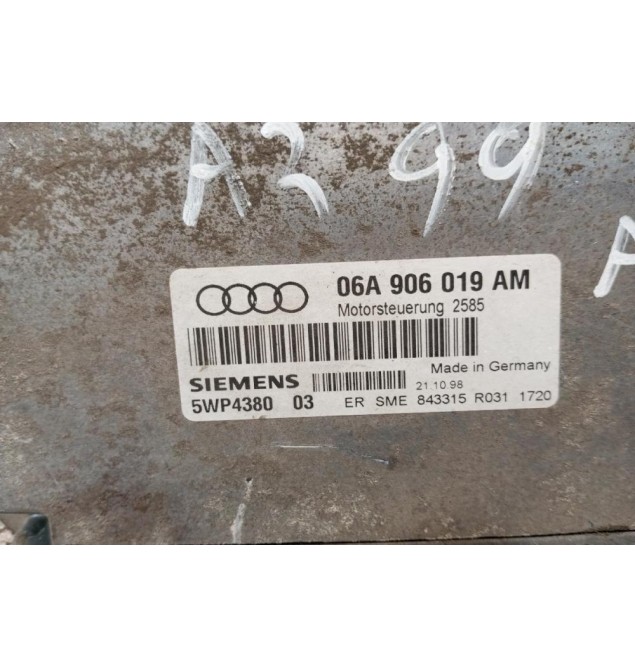 A3 99
A
06A 906 019 AM
Motorsteuerung 2585
Made in Germany
SIEMENS 21.10.98
5WP4380 03 ER SME 843315 R031 1720